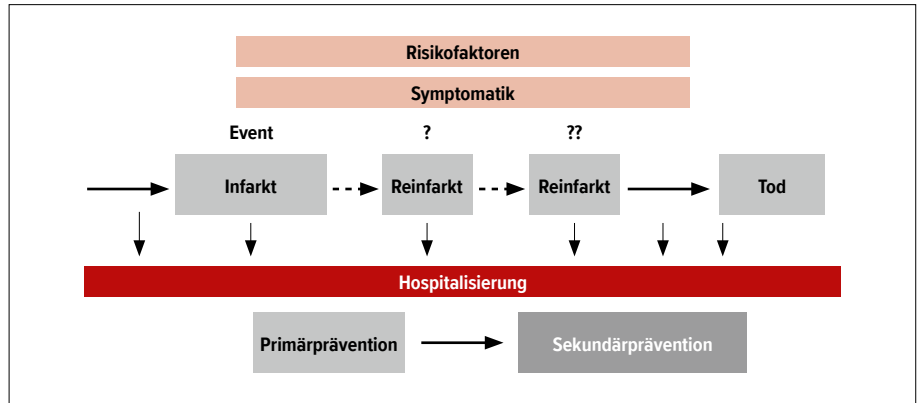 Risikofaktoren
Symptomatik
Event ? ??
Infarkt Reinfarkt Reinfarkt Tod
Hospitalisierung
Primärprävention Sekundärprävention